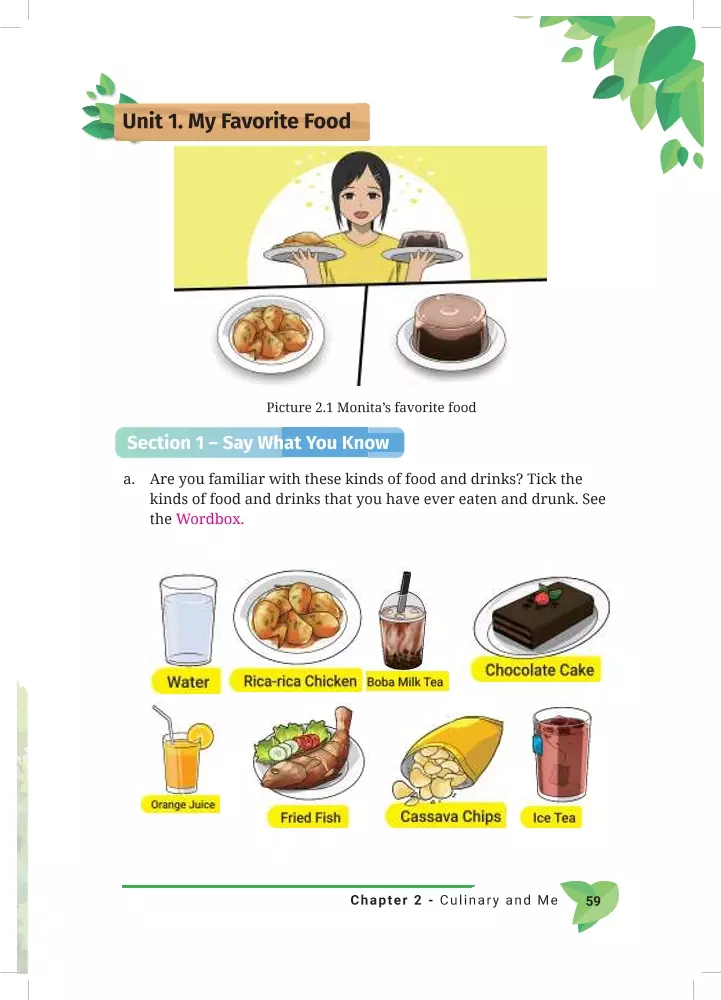 Unit 1. My Favorite Food
Picture 2.1 Monita’s favorite food
Section 1 – Say What You Know
a. Are you familiar with these kinds of food and drinks? Tick the
kinds of food and drinks that you have ever eaten and drunk. See
the Wordbox.
Water
Rica-rica Chicken
Boba Milk Tea
Chocolate Cake
Orange Juice
Fried Fish
Cassava Chips
Ice Tea
Chapter 2 - Culinary and Me
59